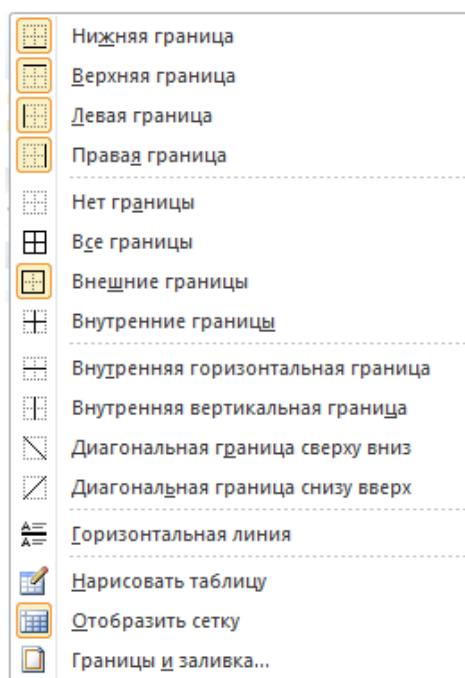 Нижняя граница
Верхняя граница
Левая граница
Правая граница
Нет границы
Все границы
Внешние границы
Внутренние границы
Внутренняя горизонтальная граница
Внутренняя вертикальная граница
Диагональная граница сверху вниз
Диагональная граница снизу вверх
Горизонтальная линия
Нарисовать таблицу
Отобразить сетку
Границы и заливка...